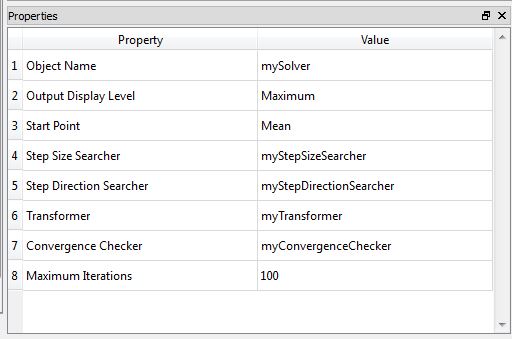 Properties
Property Value
1 Object Name mySolver
2 Output Display Level Maximum
3 Start Point Mean
4 Step Size Searcher myStepSizeSearcher
5 Step Direction Searcher myStepDirectionSearcher
6 Transformer myTransformer
7 Convergence Checker myConvergenceChecker
8 Maximum Iterations 100